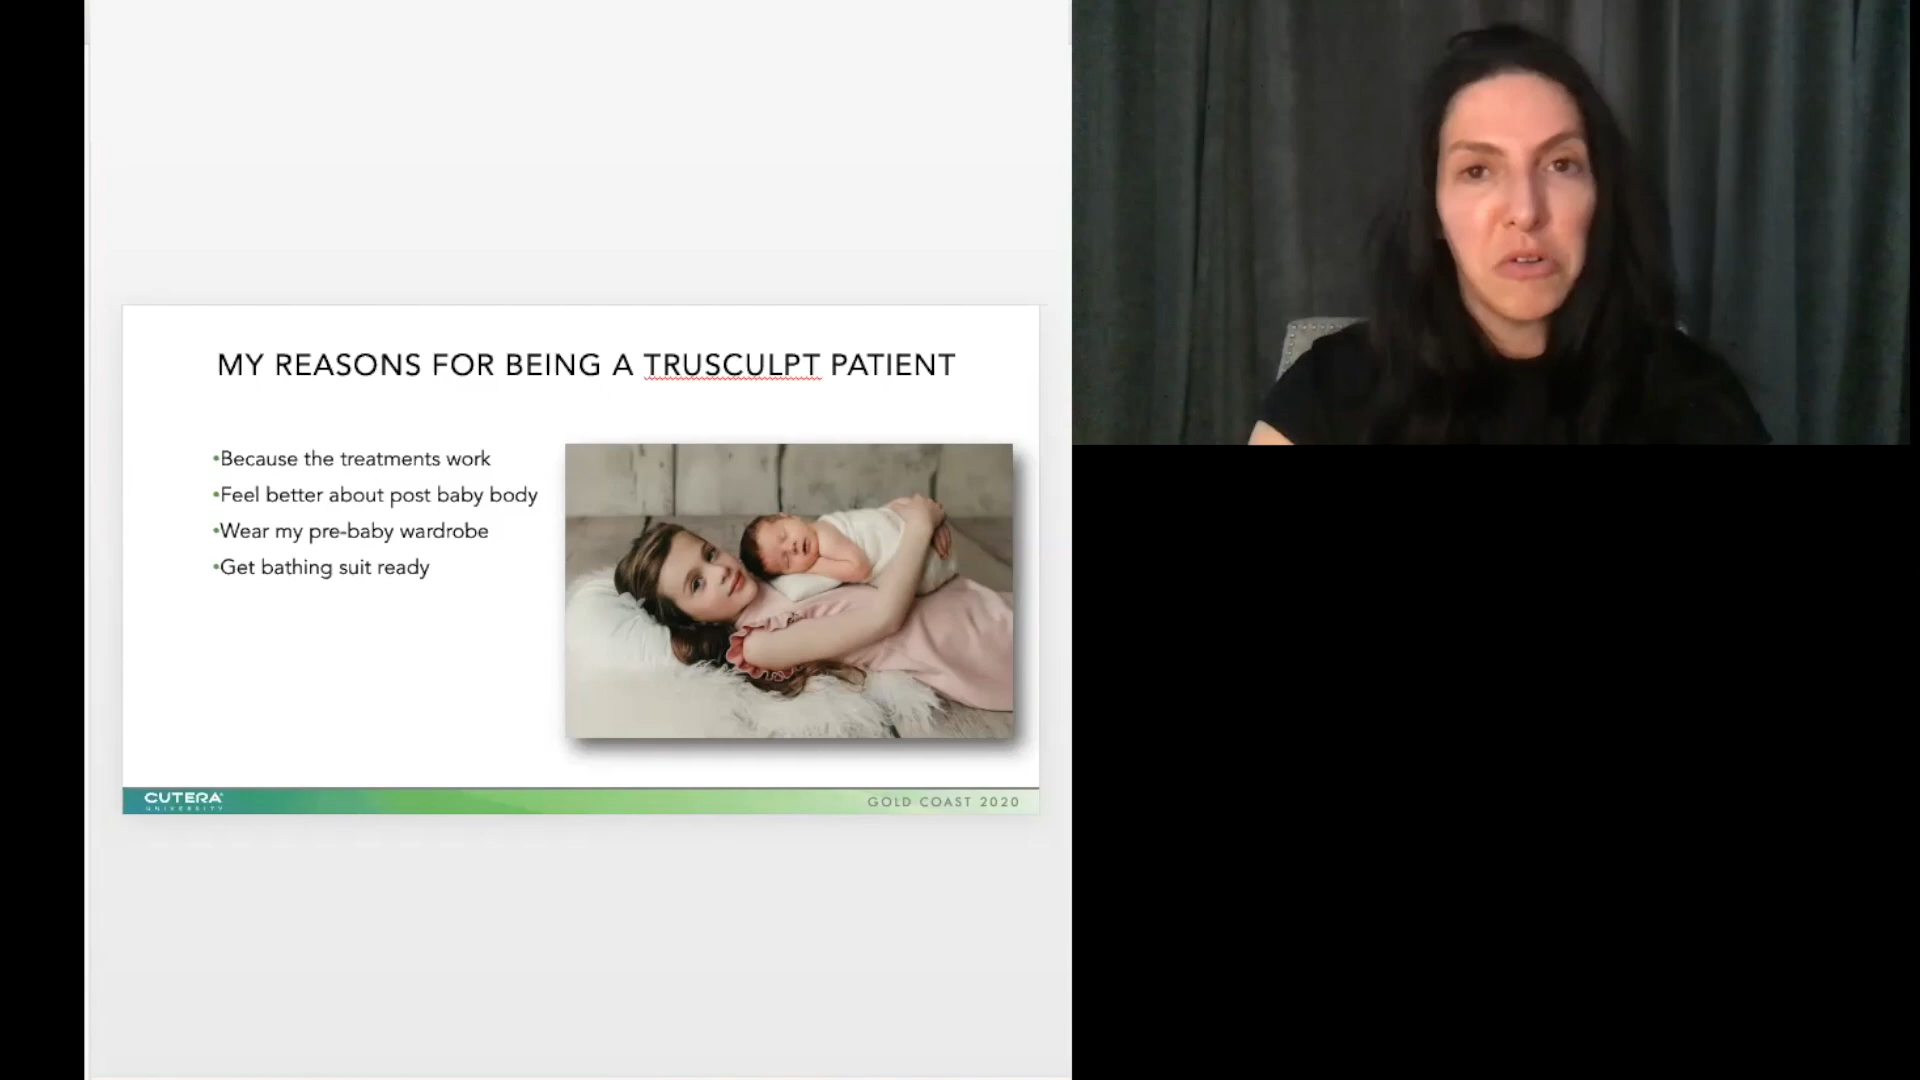 MY REASONS FOR BEING A TRUSCULPT PATIENT
•Because the treatments work
•Feel better about post baby body
•Wear my pre-baby wardrobe
•Get bathing suit ready
CUTERA
UNIVERSITY
GOLD COAST 2020